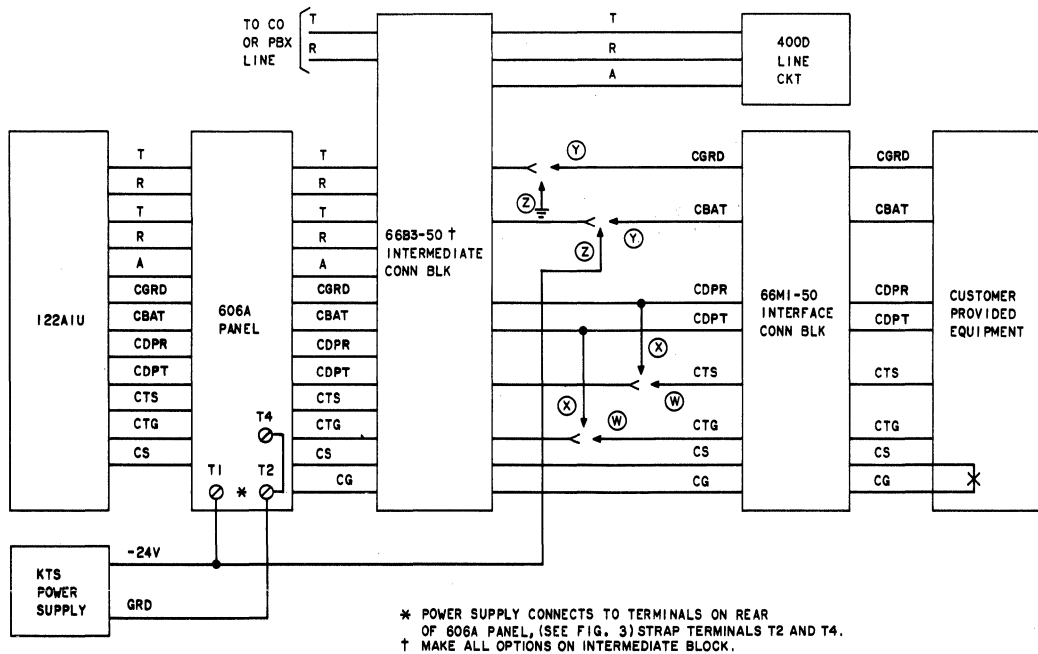 TO CO
OR PBX
LINE
T
R
T
R
A
400D
LINE
CKT
122A1U
T
R
T
R
A
CGRD
CBAT
CDPR
CDPT
CTS
CTG
CS
606A
PANEL
T4
T1
*
T2
T
R
T
R
A
CGRD
CBAT
CDPR
CDPT
CTS
CTG
CS
CG
66B3-50 †
INTERMEDIATE
CONN BLK
Y
Z
Y
Z
X
W
X
W
CGRD
CBAT
CDPR
CDPT
CTS
CTG
CS
CG
66M1-50
INTERFACE
CONN BLK
CGRD
CBAT
CDPR
CDPT
CTS
CTG
CS
CG
CUSTOMER
PROVIDED
EQUIPMENT
KTS
POWER
SUPPLY
-24V
GRD
* POWER SUPPLY CONNECTS TO TERMINALS ON REAR
OF 606A PANEL, (SEE FIG. 3) STRAP TERMINALS T2 AND T4.
† MAKE ALL OPTIONS ON INTERMEDIATE BLOCK.